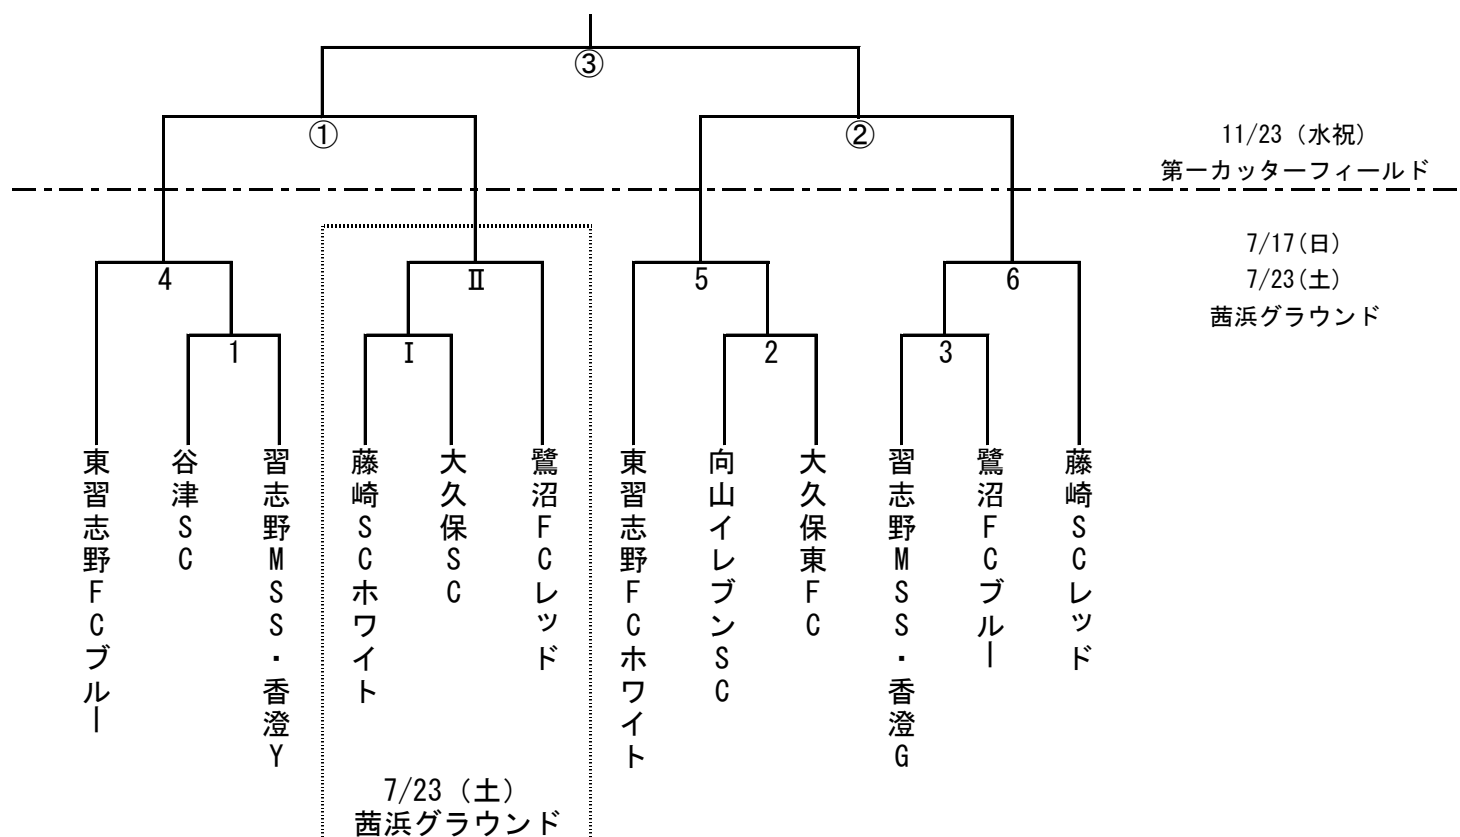 ③
①
②
11/23 (水祝)
第一カッターフィールド
7/17(日)
7/23(土)
茜浜グラウンド
4
Ⅱ
5
6
1
Ⅰ
2
3
東習志野FCブルー
谷津SC
習志野MSS・香澄Y
藤崎SCホワイト
大久保SC
鷺沼FCレッド
東習志野FCホワイト
向山イレブンSC
大久保東FC
習志野MSS・香澄G
鷺沼FCブルー
藤崎SCレッド
7/23 (土)
茜浜グラウンド